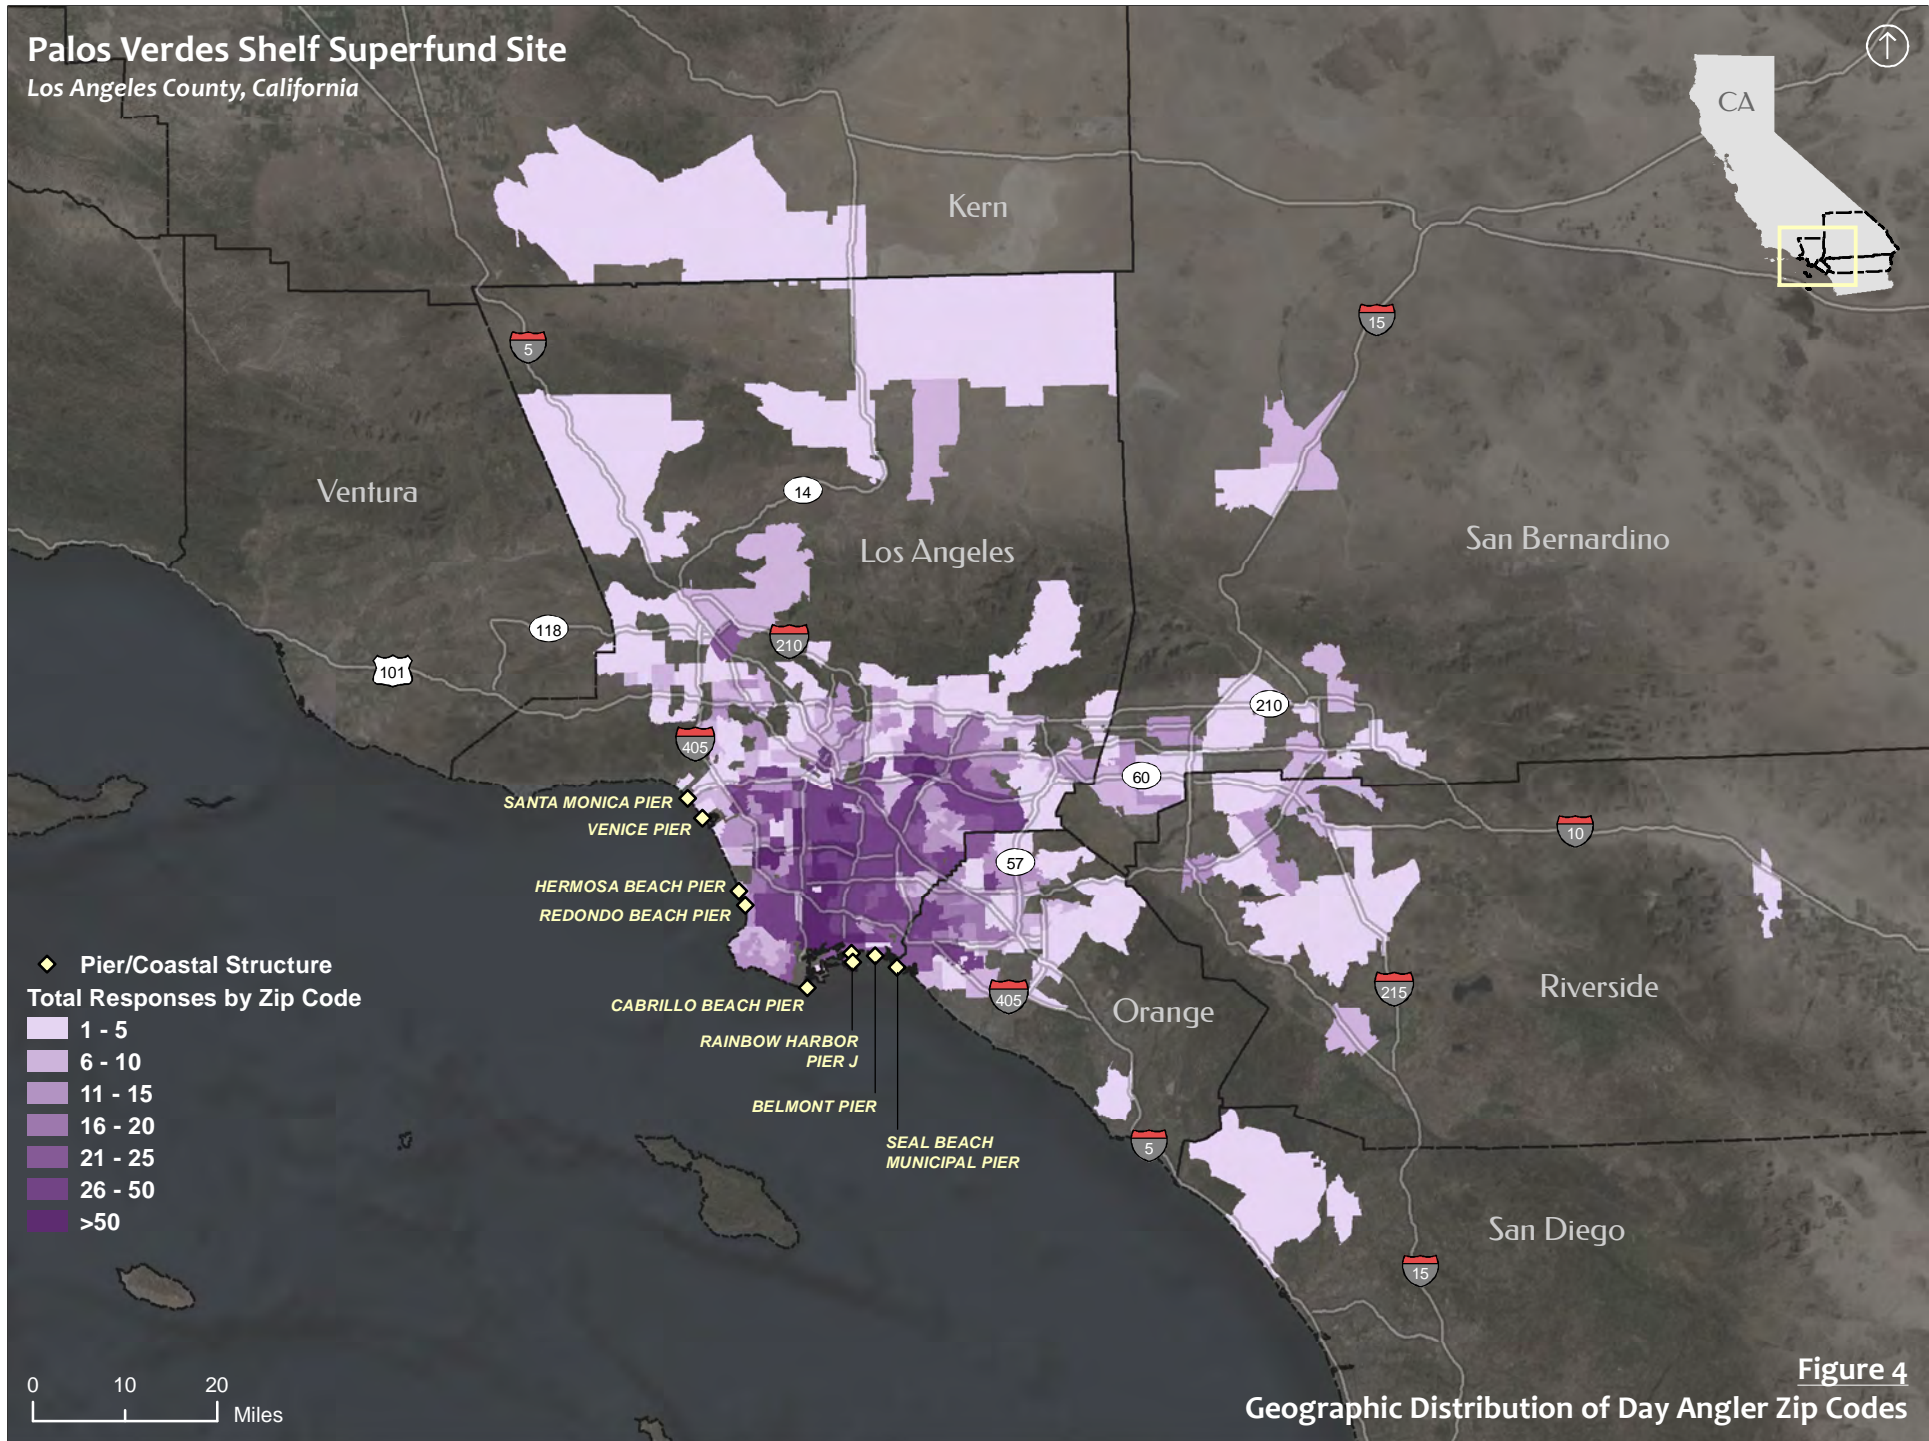 Palos Verdes Shelf Superfund Site
Los Angeles County, California
CA
Kern
15
5
Ventura
14
Los Angeles
San Bernardino
118
210
101
210
405
60
SANTA MONICA PIER
VENICE PIER
10
57
HERMOSA BEACH PIER
REDONDO BEACH PIER
Pier/Coastal Structure
Total Responses by Zip Code
1 - 5
6 - 10
11 - 15
16 - 20
21 - 25
26 - 50
>50
405
215
Riverside
Orange
CABRILLO BEACH PIER
RAINBOW HARBOR
PIER J
BELMONT PIER
SEAL BEACH
MUNICIPAL PIER
5
San Diego
15
0 10 20
Miles
Figure 4
Geographic Distribution of Day Angler Zip Codes